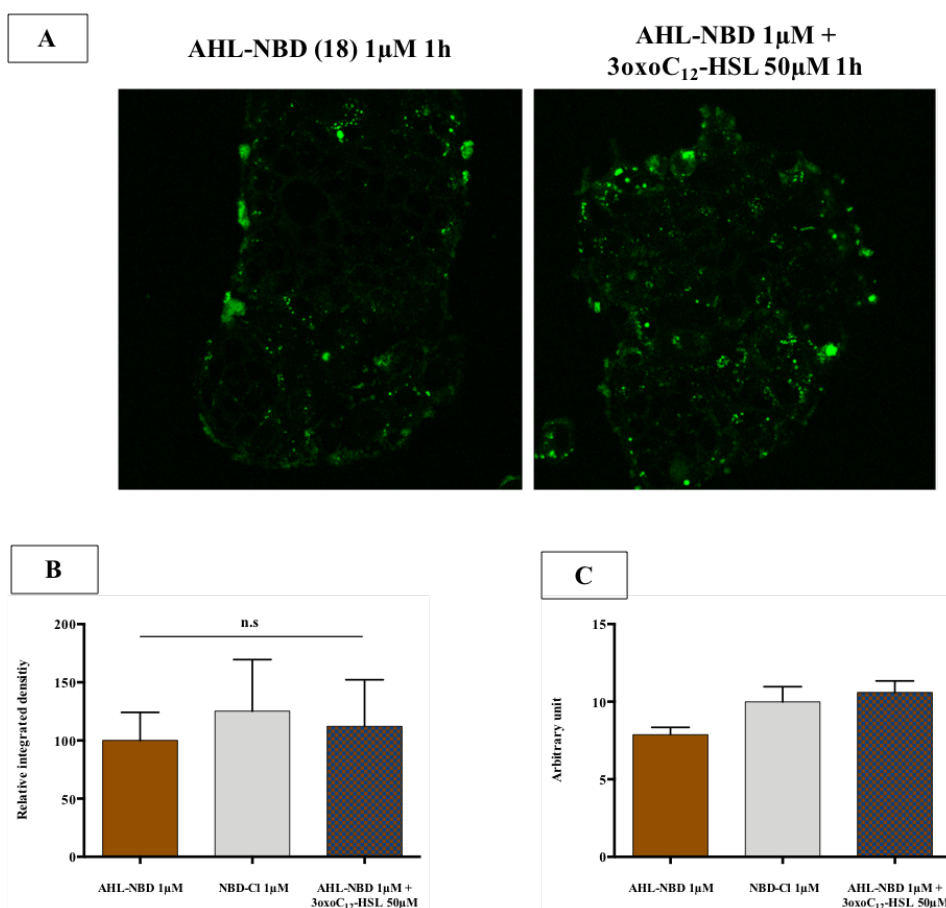 A
AHL-NBD (18) 1µM 1h
AHL-NBD 1µM +
3oxoC₁₂-HSL 50µM 1h
B
n.s
200
150
100
50
0
Relative integrated densitiy
AHL-NBD 1µM
NBD-Cl 1µM
AHL-NBD 1µM +
3oxoC₁₂-HSL 50µM
C
15
10
5
0
Arbitrary unit
AHL-NBD 1µM
NBD-Cl 1µM
AHL-NBD 1µM +
3oxoC₁₂-HSL 50µM